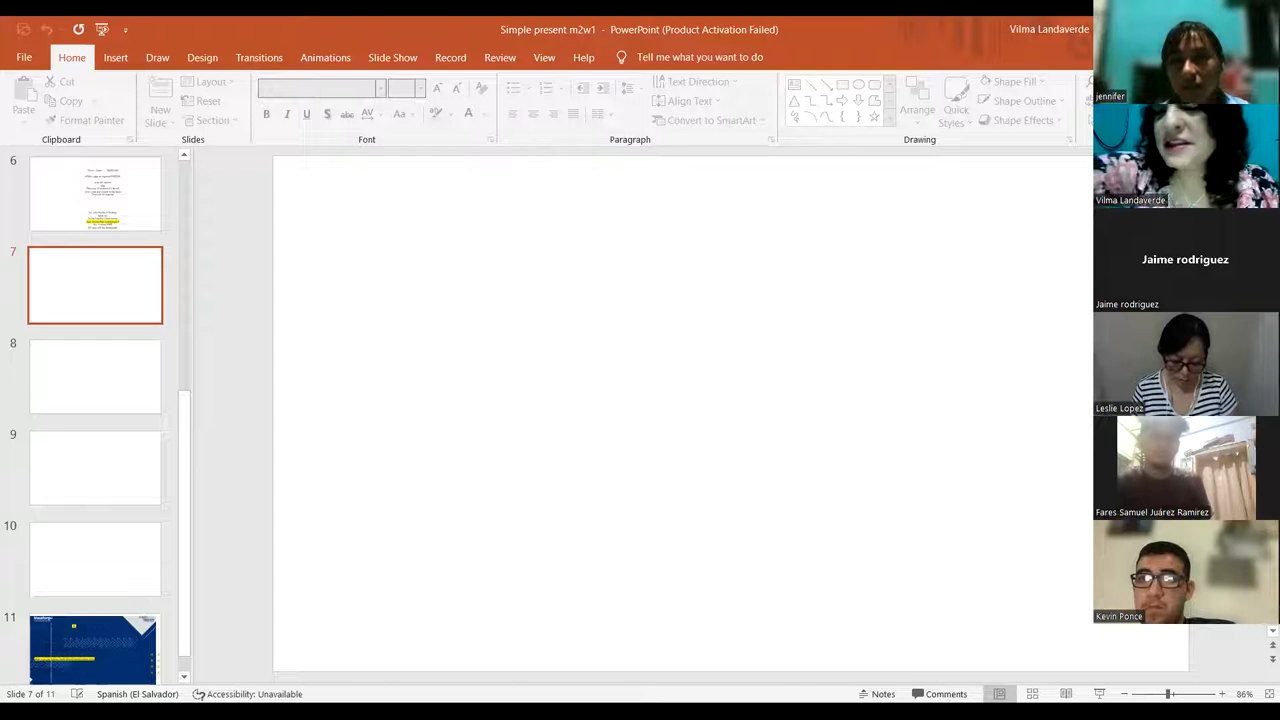 Simple present m2w1 - PowerPoint (Product Activation Failed)
Vilma Landaverde
File Home Insert Draw Design Transitions Animations Slide Show Record Review View Help Tell me what you want to do
Paste
Cut
Copy
Format Painter
Clipboard
New Slide
Layout
Reset
Section
Slides
B I U S abc AV Aa A
Font
Text Direction
Align Text
Convert to SmartArt
Paragraph
Arrange
Quick Styles
Shape Fill
Shape Outline
Shape Effects
Drawing
6
7
8
9
10
11
jennifer
Vilma Landaverde
Jaime rodriguez
Jaime rodriguez
Leslie Lopez
Fares Samuel Juárez Ramirez
Kevin Ponce
Slide 7 of 11 Spanish (El Salvador) Accessibility: Unavailable Notes Comments 86%